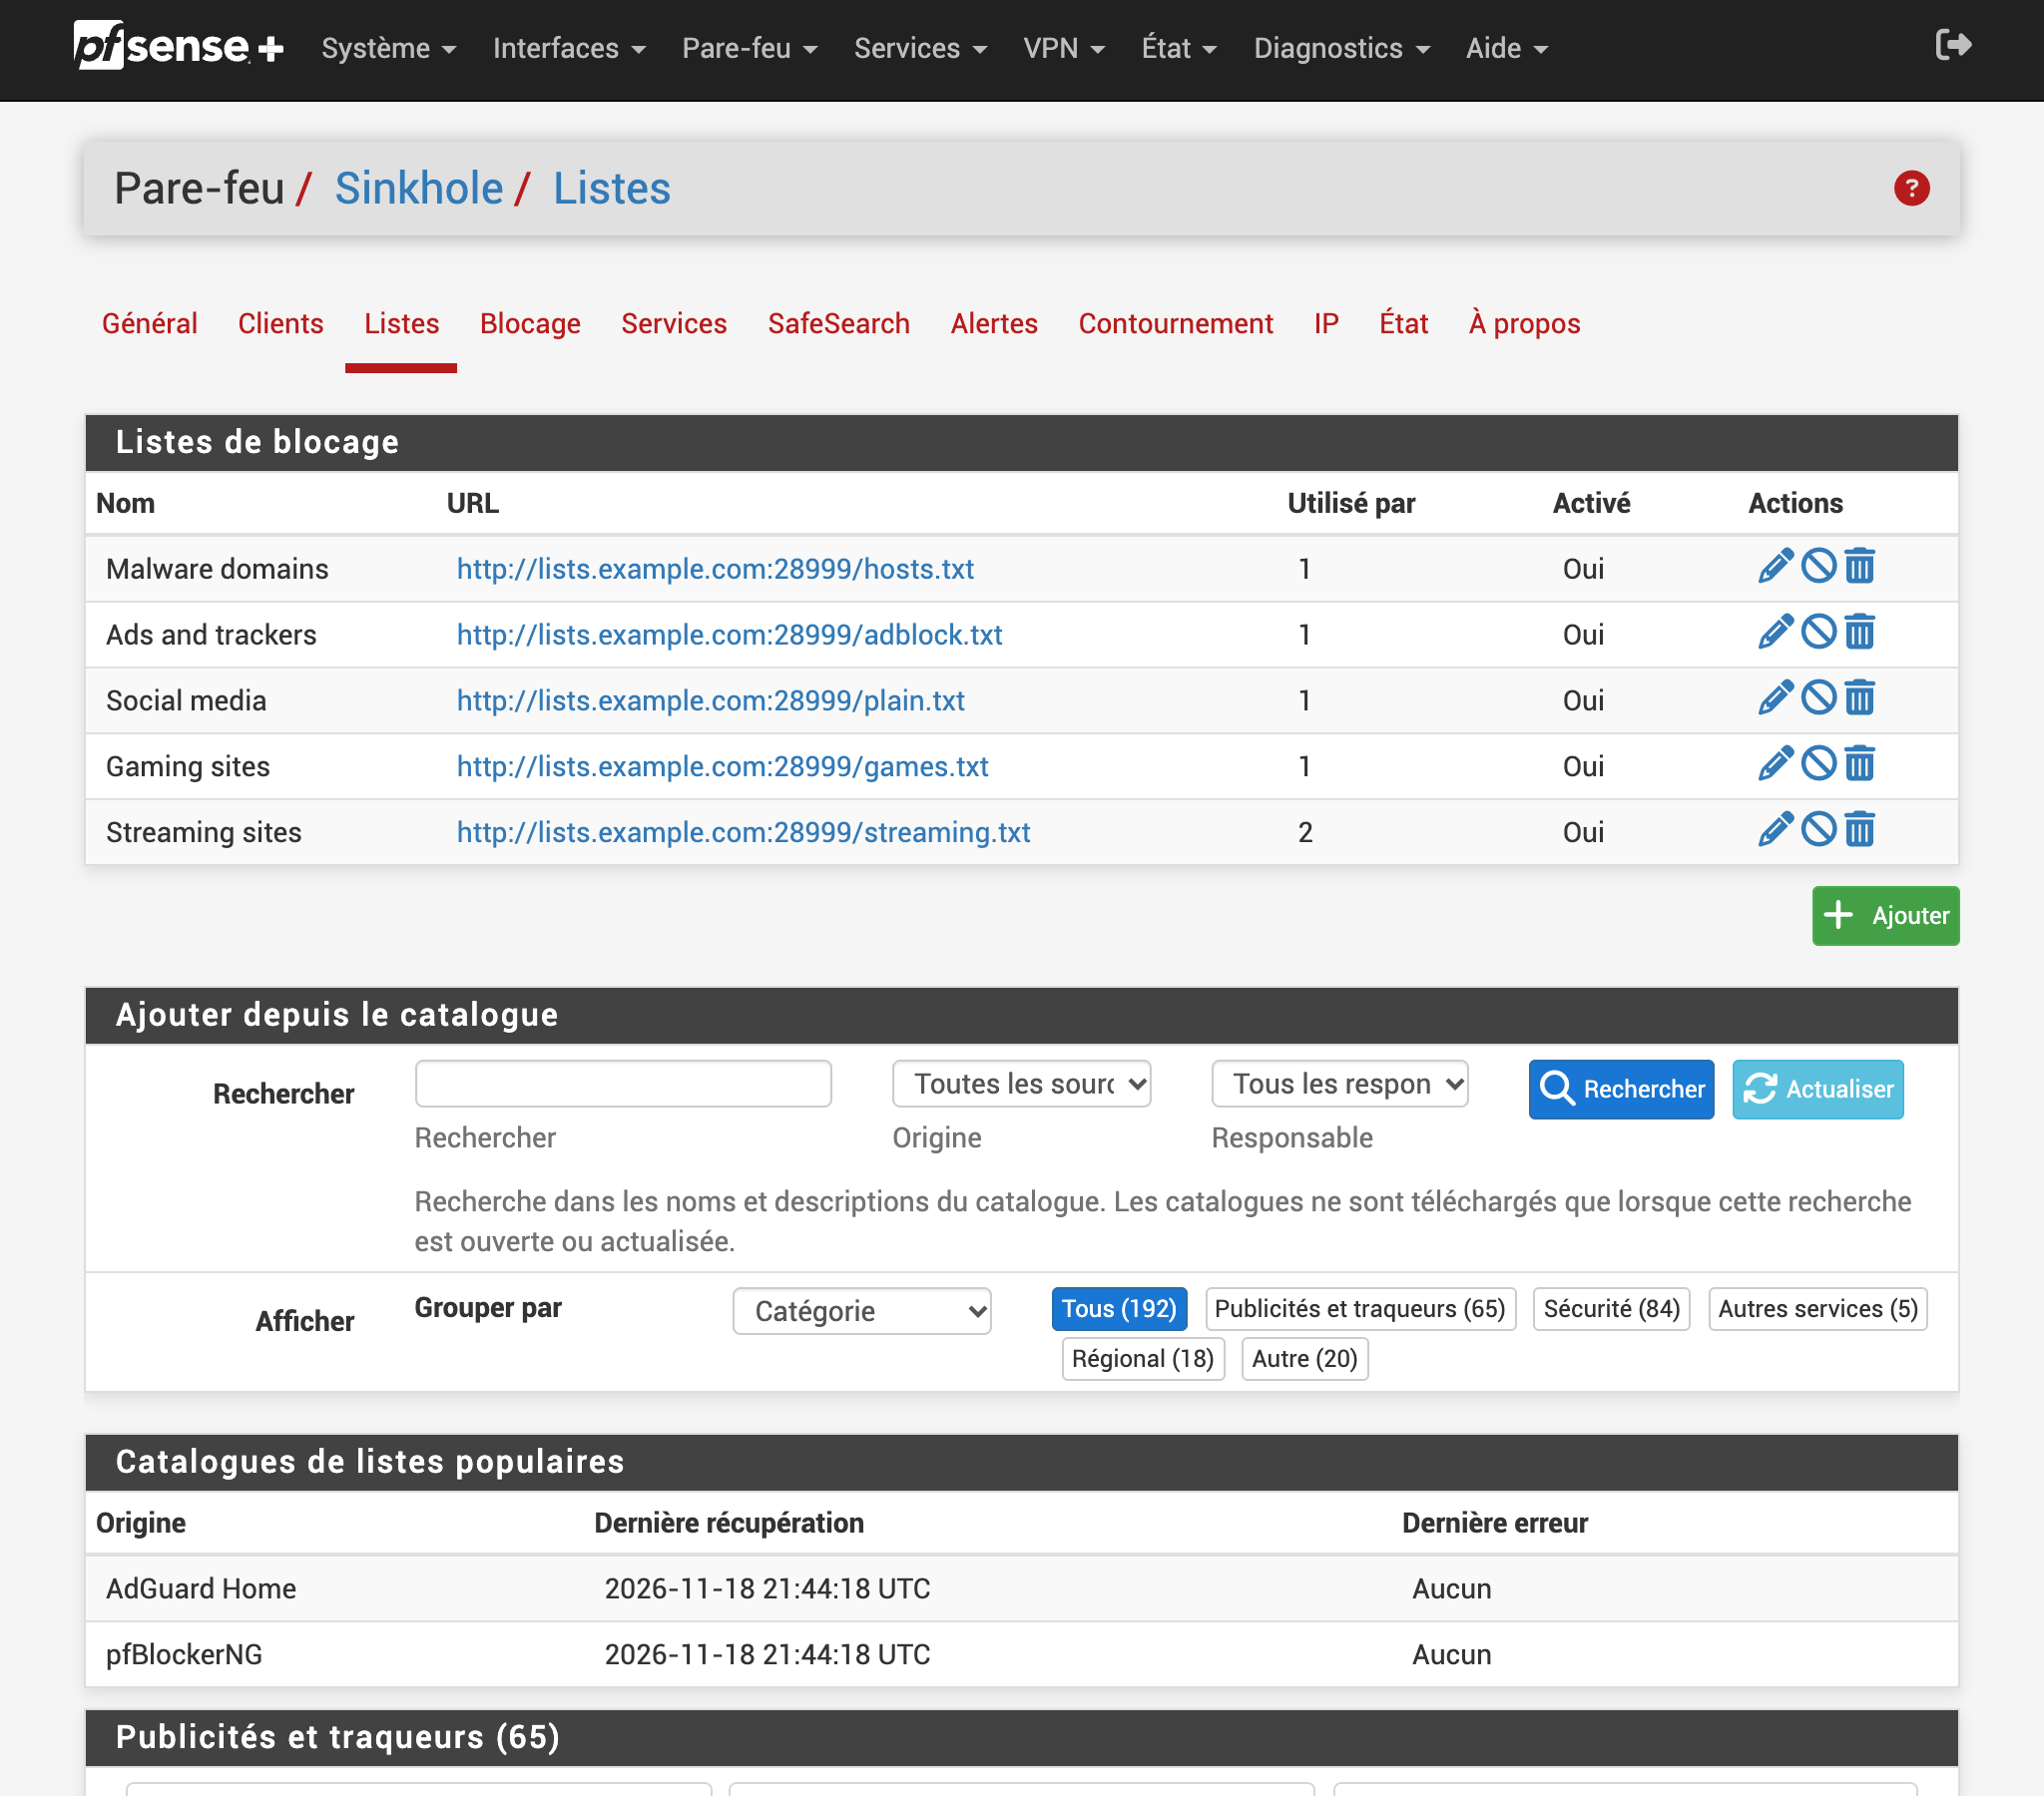 pfsense + Système Interfaces Pare-feu Services VPN État Diagnostics Aide
Pare-feu / Sinkhole / Listes ?
Général Clients Listes Blocage Services SafeSearch Alertes Contournement IP État À propos
Listes de blocage
Nom URL Utilisé par Activé Actions
Malware domains http://lists.example.com:28999/hosts.txt 1 Oui
Ads and trackers http://lists.example.com:28999/adblock.txt 1 Oui
Social media http://lists.example.com:28999/plain.txt 1 Oui
Gaming sites http://lists.example.com:28999/games.txt 1 Oui
Streaming sites http://lists.example.com:28999/streaming.txt 2 Oui
Ajouter
Ajouter depuis le catalogue
Rechercher Toutes les sourc Tous les respon Rechercher Actualiser
Rechercher Origine Responsable
Recherche dans les noms et descriptions du catalogue. Les catalogues ne sont téléchargés que lorsque cette recherche
est ouverte ou actualisée.
Afficher Grouper par Catégorie Tous (192) Publicités et traqueurs (65) Sécurité (84) Autres services (5)
Régional (18) Autre (20)
Catalogues de listes populaires
Origine Dernière récupération Dernière erreur
AdGuard Home 2026-11-18 21:44:18 UTC Aucun
pfBlockerNG 2026-11-18 21:44:18 UTC Aucun
Publicités et traqueurs (65)